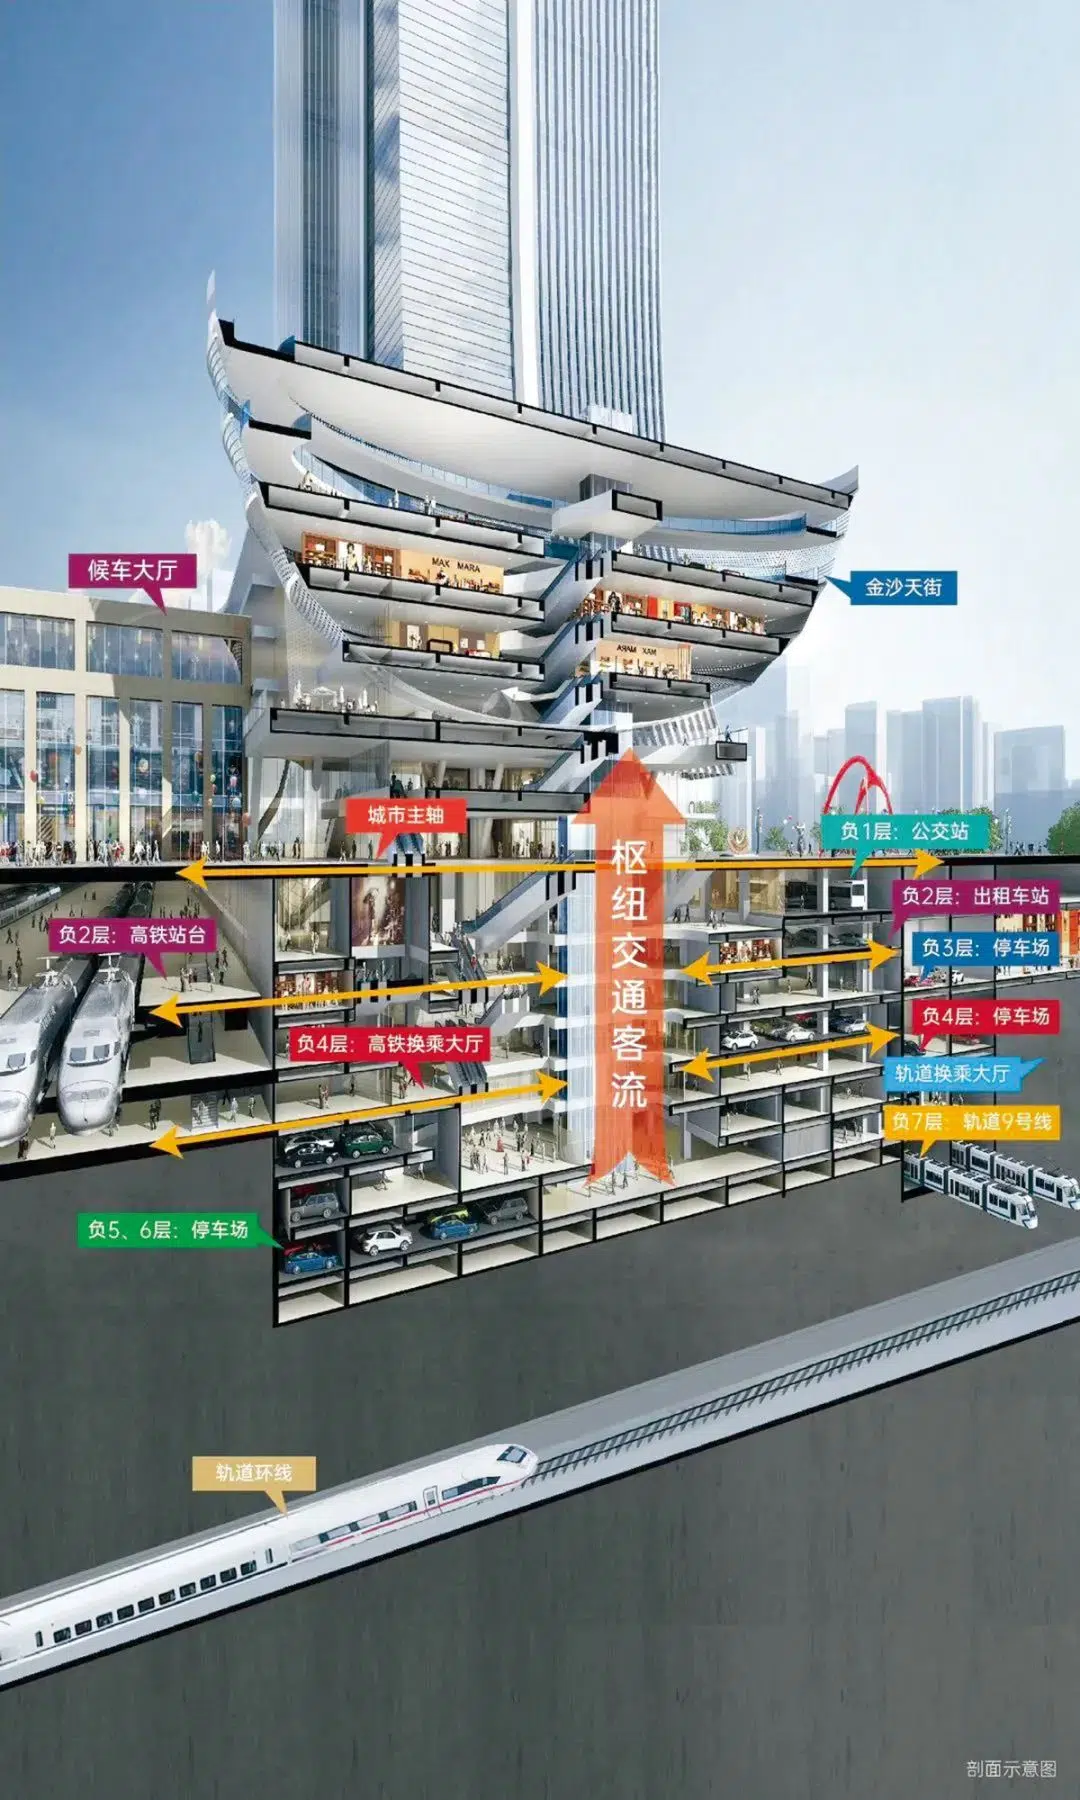 候车大厅
MAX MARA
金沙天街
MAX MARA
城市主轴
负1层：公交站
枢纽交通客流
负2层：出租车站
负2层：高铁站台
负3层：停车场
负4层：停车场
负4层：高铁换乘大厅
轨道换乘大厅
负7层：轨道9号线
负5、6层：停车场
轨道环线
剖面示意图